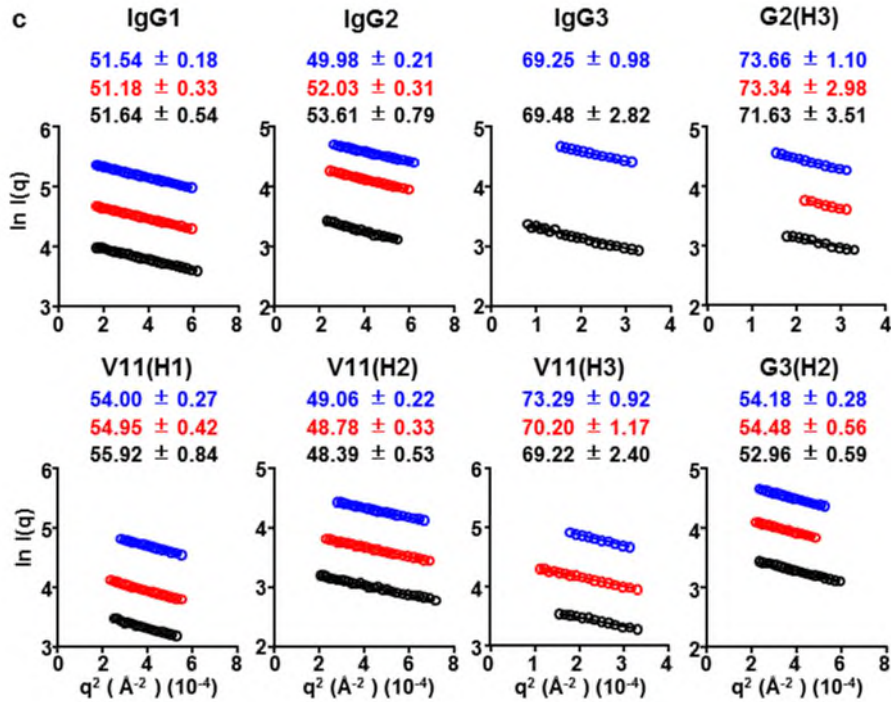 c
IgG1 IgG2 IgG3 G2(H3)
51.54 ± 0.18 49.98 ± 0.21 69.25 ± 0.98 73.66 ± 1.10
51.18 ± 0.33 52.03 ± 0.31 73.34 ± 2.98
51.64 ± 0.54 53.61 ± 0.79 69.48 ± 2.82 71.63 ± 3.51
6 5 5 5
5 4 4 4
4 3 3 3
3 2 2 2
ln I(q)
0 2 4 6 8 0 2 4 6 8 0 1 2 3 4 0 2 4
V11(H1) V11(H2) V11(H3) G3(H2)
54.00 ± 0.27 49.06 ± 0.22 73.29 ± 0.92 54.18 ± 0.28
54.95 ± 0.42 48.78 ± 0.33 70.20 ± 1.17 54.48 ± 0.56
55.92 ± 0.84 48.39 ± 0.53 69.22 ± 2.40 52.96 ± 0.59
6 5 6 5
5 4 5 4
4 3 4 3
3 2 3 2
ln I(q)
0 2 4 6 8 0 2 4 6 8 0 1 2 3 4 0 2 4 6 8
q² (Å⁻²) (10⁻⁴) q² (Å⁻²) (10⁻⁴) q² (Å⁻²) (10⁻⁴) q² (Å⁻²) (10⁻⁴)